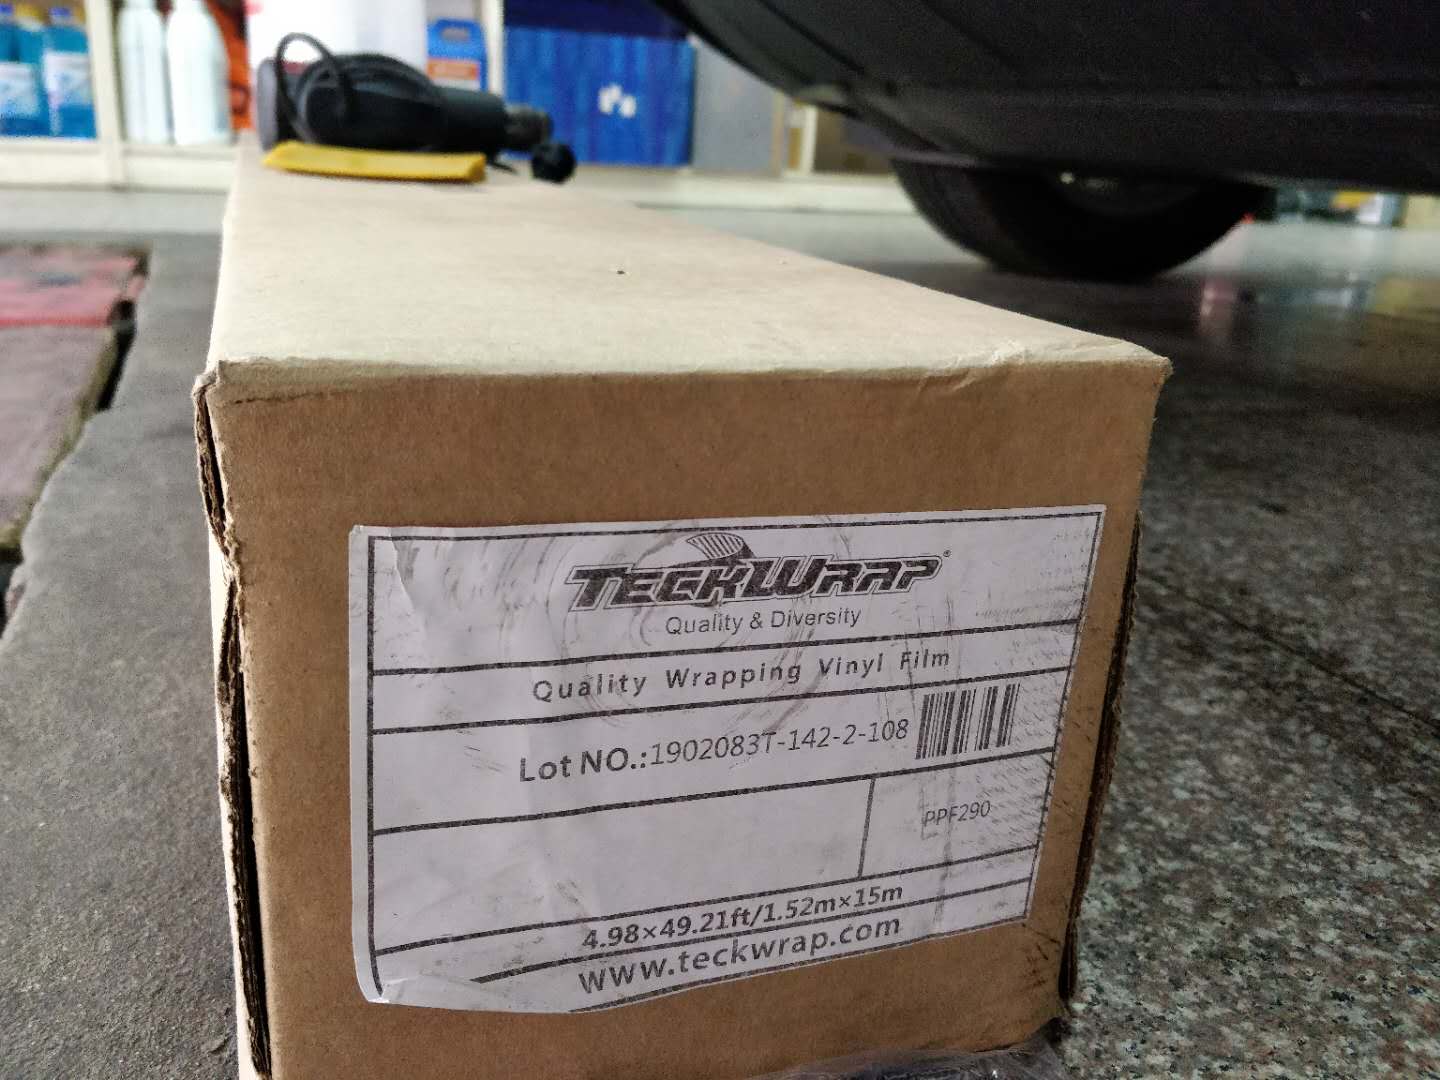 TECKWRAP®
Quality & Diversity
Quality Wrapping Vinyl Film
Lot NO.:1902083T-142-2-108
PPF290
4.98×49.21ft/1.52m×15m
www.teckwrap.com